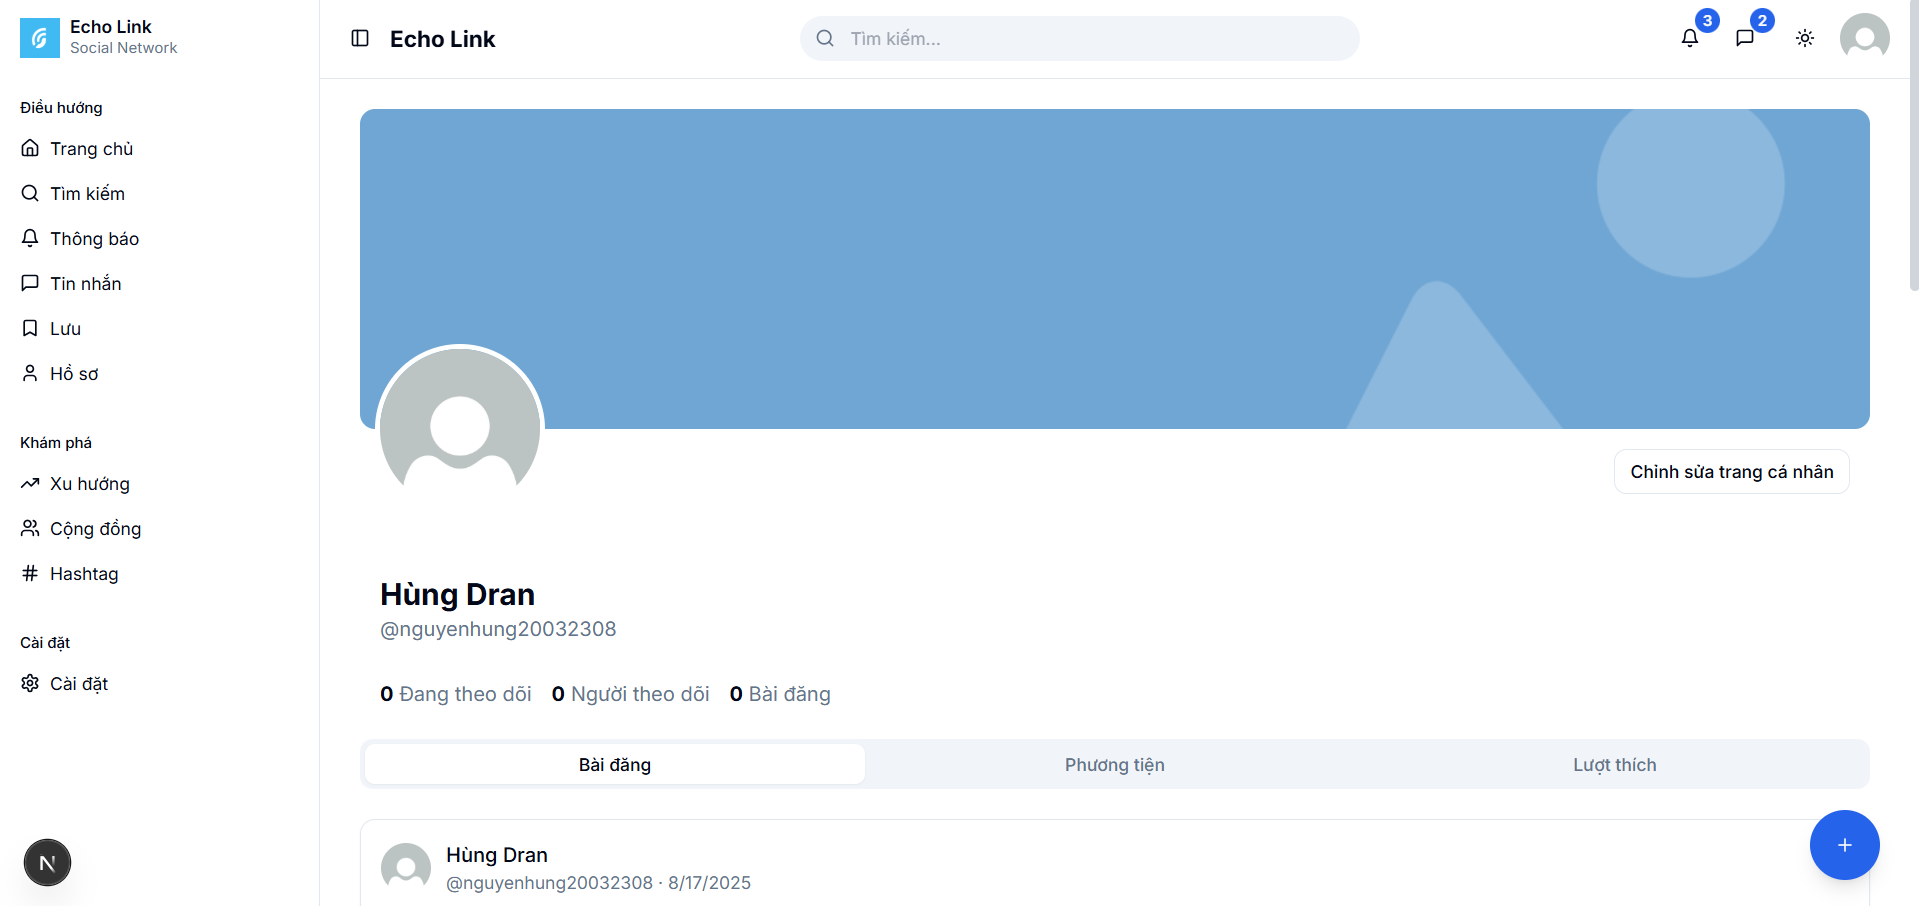 Echo Link
Social Network
Điều hướng
Trang chủ
Tìm kiếm
Thông báo
Tin nhắn
Lưu
Hồ sơ
Khám phá
Xu hướng
Cộng đồng
Hashtag
Cài đặt
Cài đặt
N
Echo Link
Tìm kiếm...
3
2
Chỉnh sửa trang cá nhân
Hùng Dran
@nguyenhung20032308
0 Đang theo dõi 0 Người theo dõi 0 Bài đăng
Bài đăng Phương tiện Lượt thích
Hùng Dran
@nguyenhung20032308 · 8/17/2025